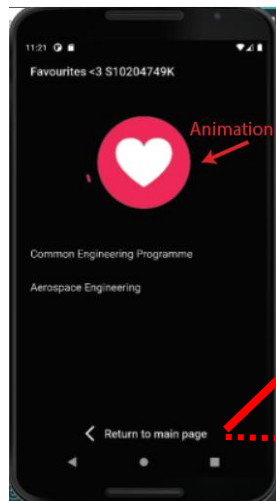 11:21
Favourites <3 S10204749K
Animation
Common Engineering Programme
Aerospace Engineering
Return to main page